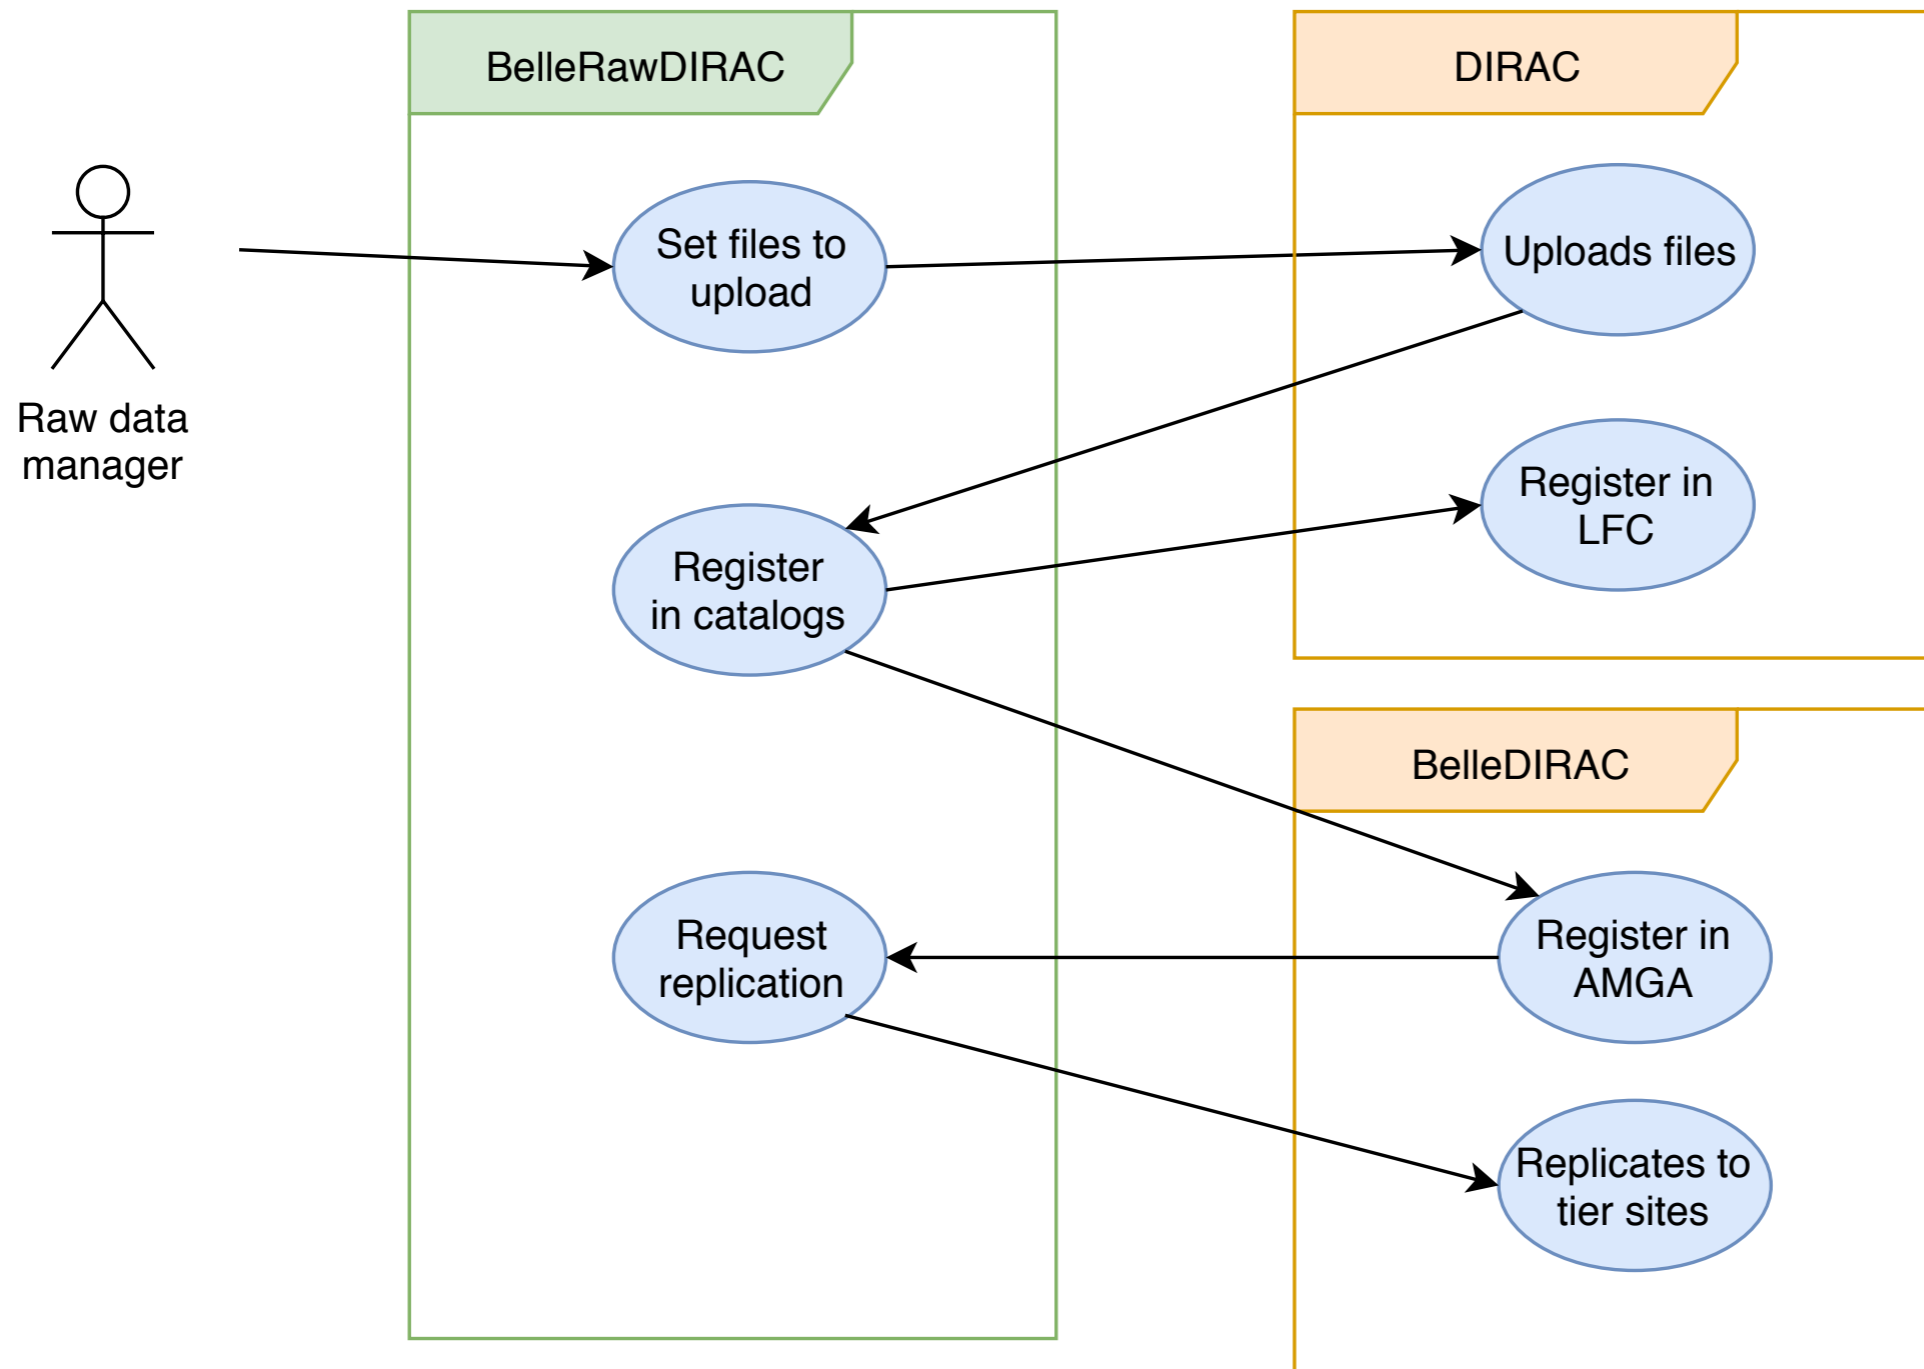 BelleRawDIRAC
DIRAC
Set files to
upload
Uploads files
Raw data
manager
Register in
LFC
Register
in catalogs
BelleDIRAC
Request
replication
Register in
AMGA
Replicates to
tier sites